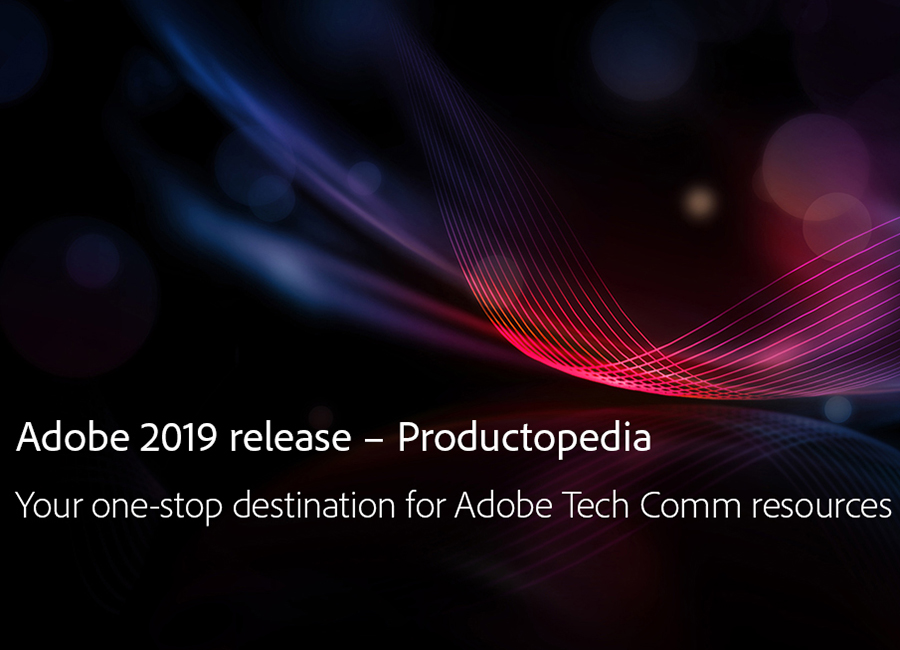 Adobe 2019 release – Productopedia
Your one-stop destination for Adobe Tech Comm resources